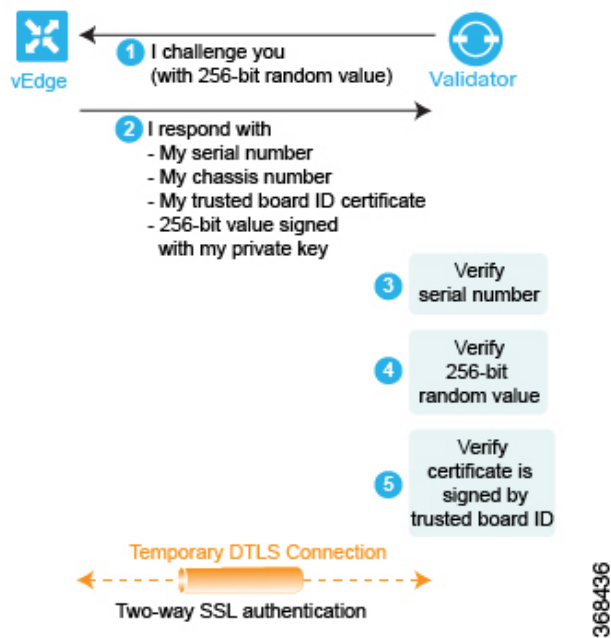 1 I challenge you
(with 256-bit random value)
vEdge
Validator
2 I respond with
- My serial number
- My chassis number
- My trusted board ID certificate
- 256-bit value signed
with my private key
3 Verify
serial number
4 Verify
256-bit
random value
5 Verify
certificate is
signed by
trusted board ID
Temporary DTLS Connection
Two-way SSL authentication
368436